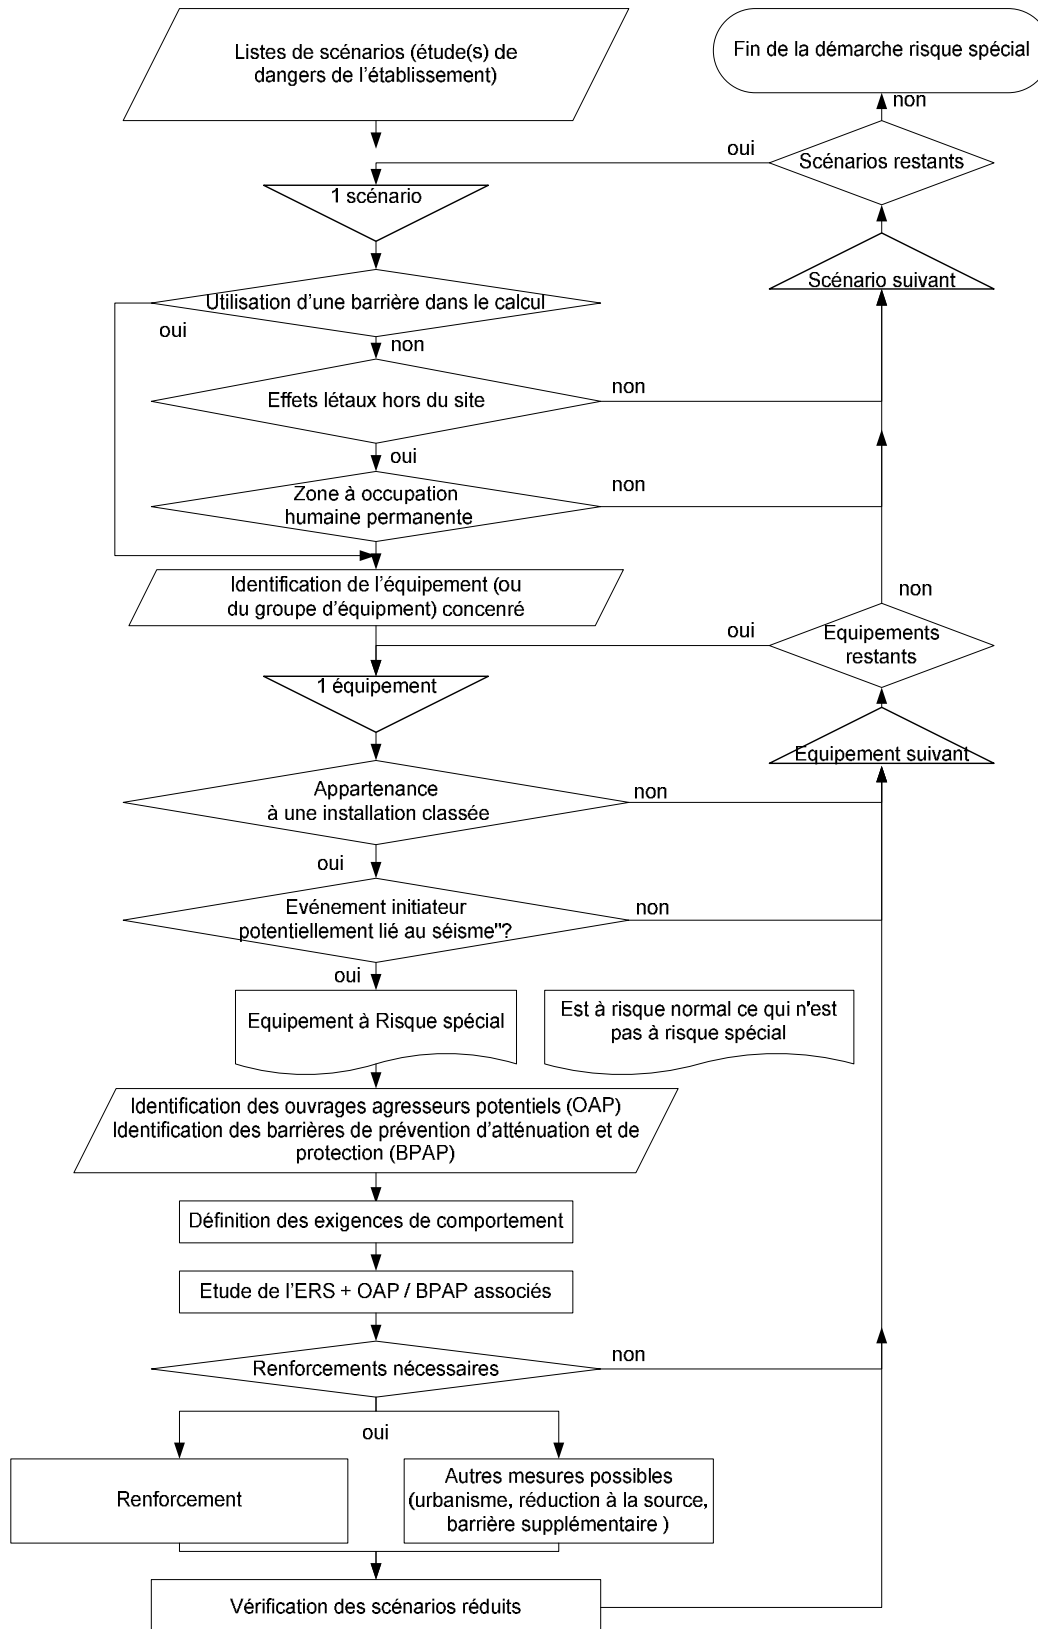 Listes de scénarios (étude(s) de
dangers de l'établissement)
Fin de la démarche risque spécial
non
oui
Scénarios restants
1 scénario
Scénario suivant
Utilisation d'une barrière dans le calcul
oui
non
Effets létaux hors du site
non
oui
Zone à occupation
humaine permanente
non
Identification de l'équipement (ou
du groupe d'équipment) concenré
non
oui
Equipements
restants
1 équipement
Equipement suivant
Appartenance
à une installation classée
non
oui
Evénement initiateur
potentiellement lié au séisme"?
non
oui
Equipement à Risque spécial
Est à risque normal ce qui n'est
pas à risque spécial
Identification des ouvrages agresseurs potentiels (OAP)
Identification des barrières de prévention d'atténuation et de
protection (BPAP)
Définition des exigences de comportement
Etude de l'ERS + OAP / BPAP associés
Renforcements nécessaires
non
oui
Renforcement
Autres mesures possibles
(urbanisme, réduction à la source,
barrière supplémentaire )
Vérification des scénarios réduits